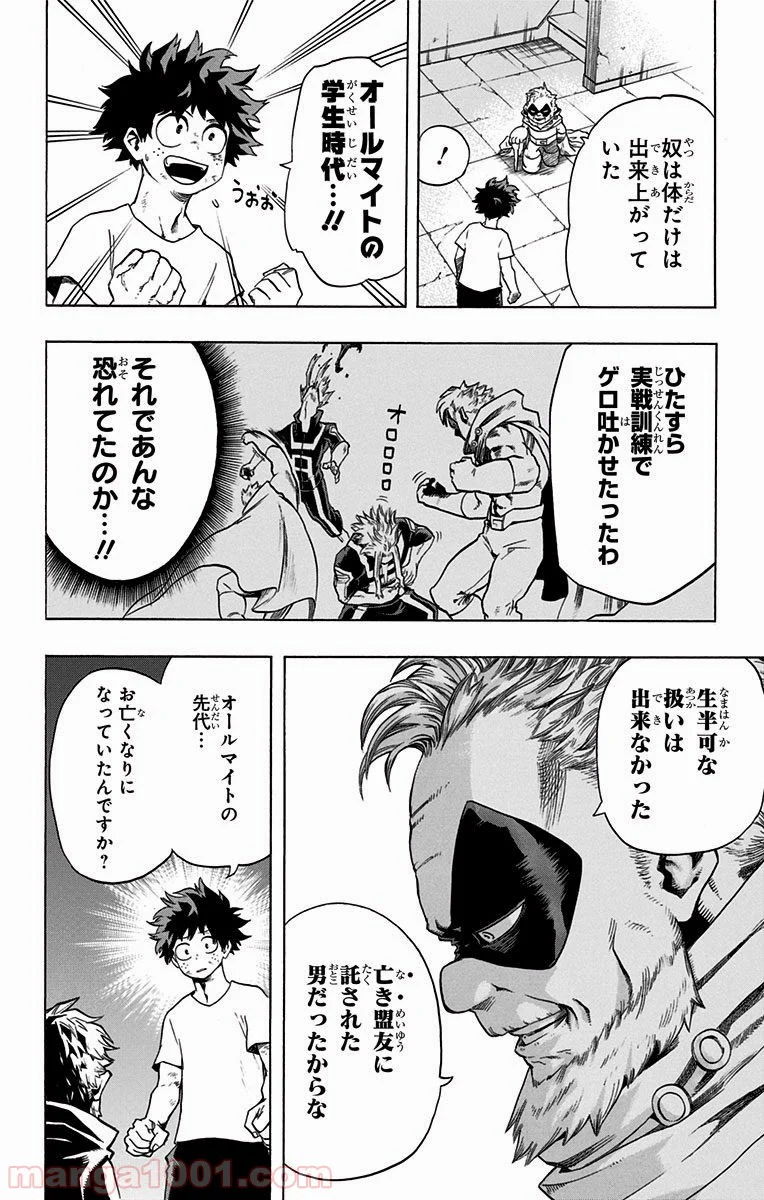 奴は体だけは
出来上がって
いた
!
オールマイトの
学生時代…!!
うおお
ひたすら
実戦訓練で
ゲロ吐かせたったわ
オロロロロ
それであんな
恐れてたのか…!!
生半可な
扱いは
出来なかった
亡き盟友に
託された
男だったからな
オールマイトの
先代…
お亡くなりに
なっていたんですか?
manga1001.com